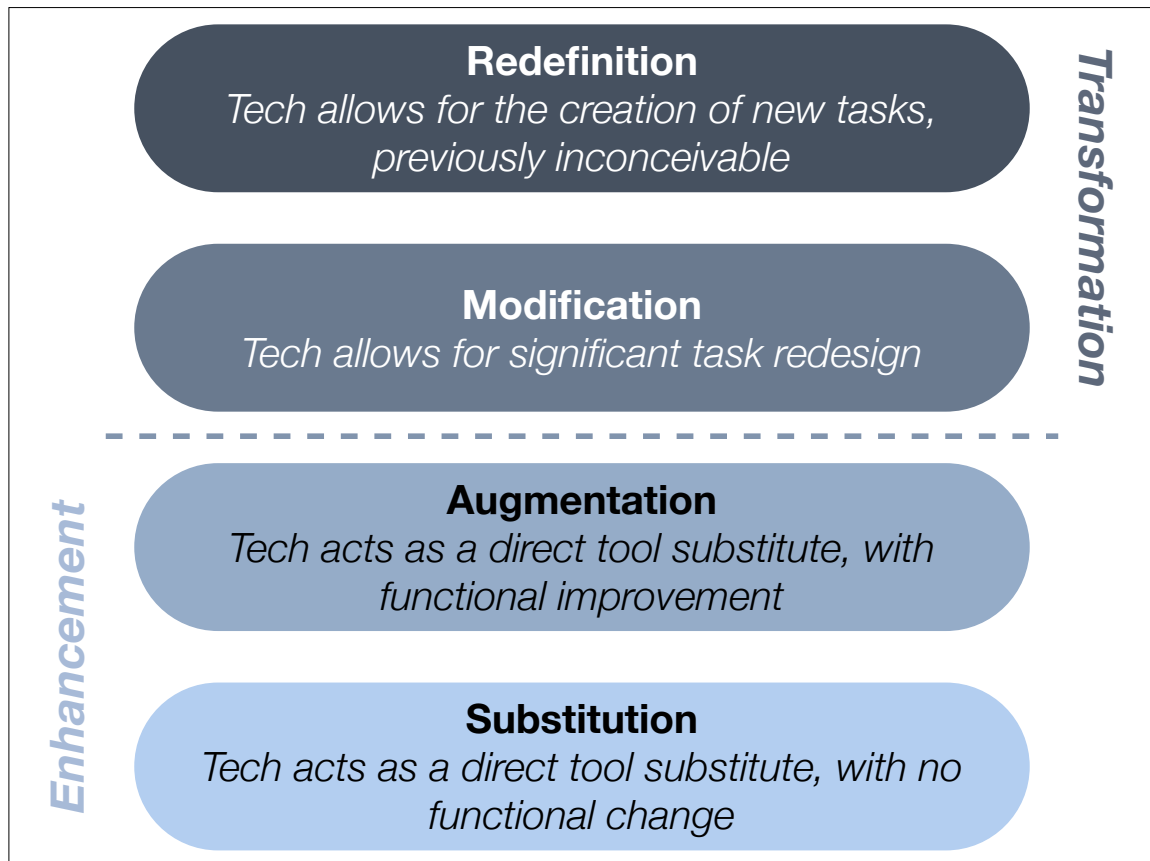 Redefinition
Tech allows for the creation of new tasks,
previously inconceivable
Transformation
Modification
Tech allows for significant task redesign
Enhancement
Augmentation
Tech acts as a direct tool substitute, with
functional improvement
Substitution
Tech acts as a direct tool substitute, with no
functional change